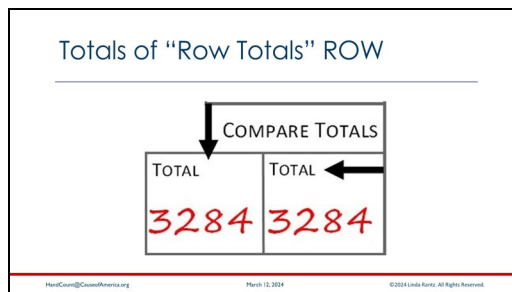 Totals of “Row Totals” ROW
COMPARE TOTALS
TOTAL TOTAL
3284 3284
HandCount@CauseofAmerica.org March 12, 2024 ©2024 Linda Rantz. All Rights Reserved.